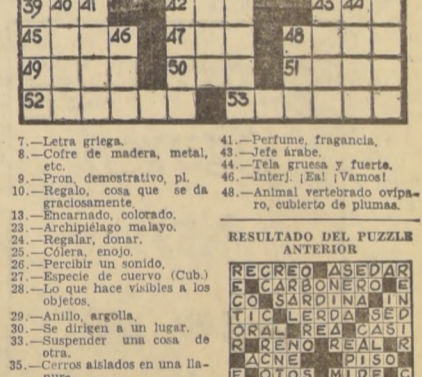 39 40 41 42 43 44
45 46 47 48
49 50 51
52 53
7.—Letra griega.
8.—Cofre de madera, metal,
etc.
9.—Pron. demostrativo, pl.
10.—Regalo, cosa que se da
graciosamente.
13.—Encarnado, colorado.
23.—Archipiélago malayo.
24.—Regalar, donar.
25.—Cólera, enojo.
26.—Percibir un sonido.
27.—Especie de cuervo (Cub.)
28.—Lo que hace visibles a los
objetos.
29.—Anillo, argolla.
30.—Se dirigen a un lugar.
33.—Suspender una cosa de
otra.
35.—Cerros aislados en una lla-
nura.
41.—Perfume, fragancia.
43.—Jefe árabe.
44.—Tela gruesa y fuerte.
46.—Interj. ¡Ea! ¡Vamos!
48.—Animal vertebrado ovípa-
ro, cubierto de plumas.
RESULTADO DEL PUZZLE
ANTERIOR
RECREO ASEDAR
E CARBONERO E
CO SARDINA IN
TIC LERDA SED
ORAL REA CASI
R RENO REAL R
ACNE PISO
E OTOS MIDE C